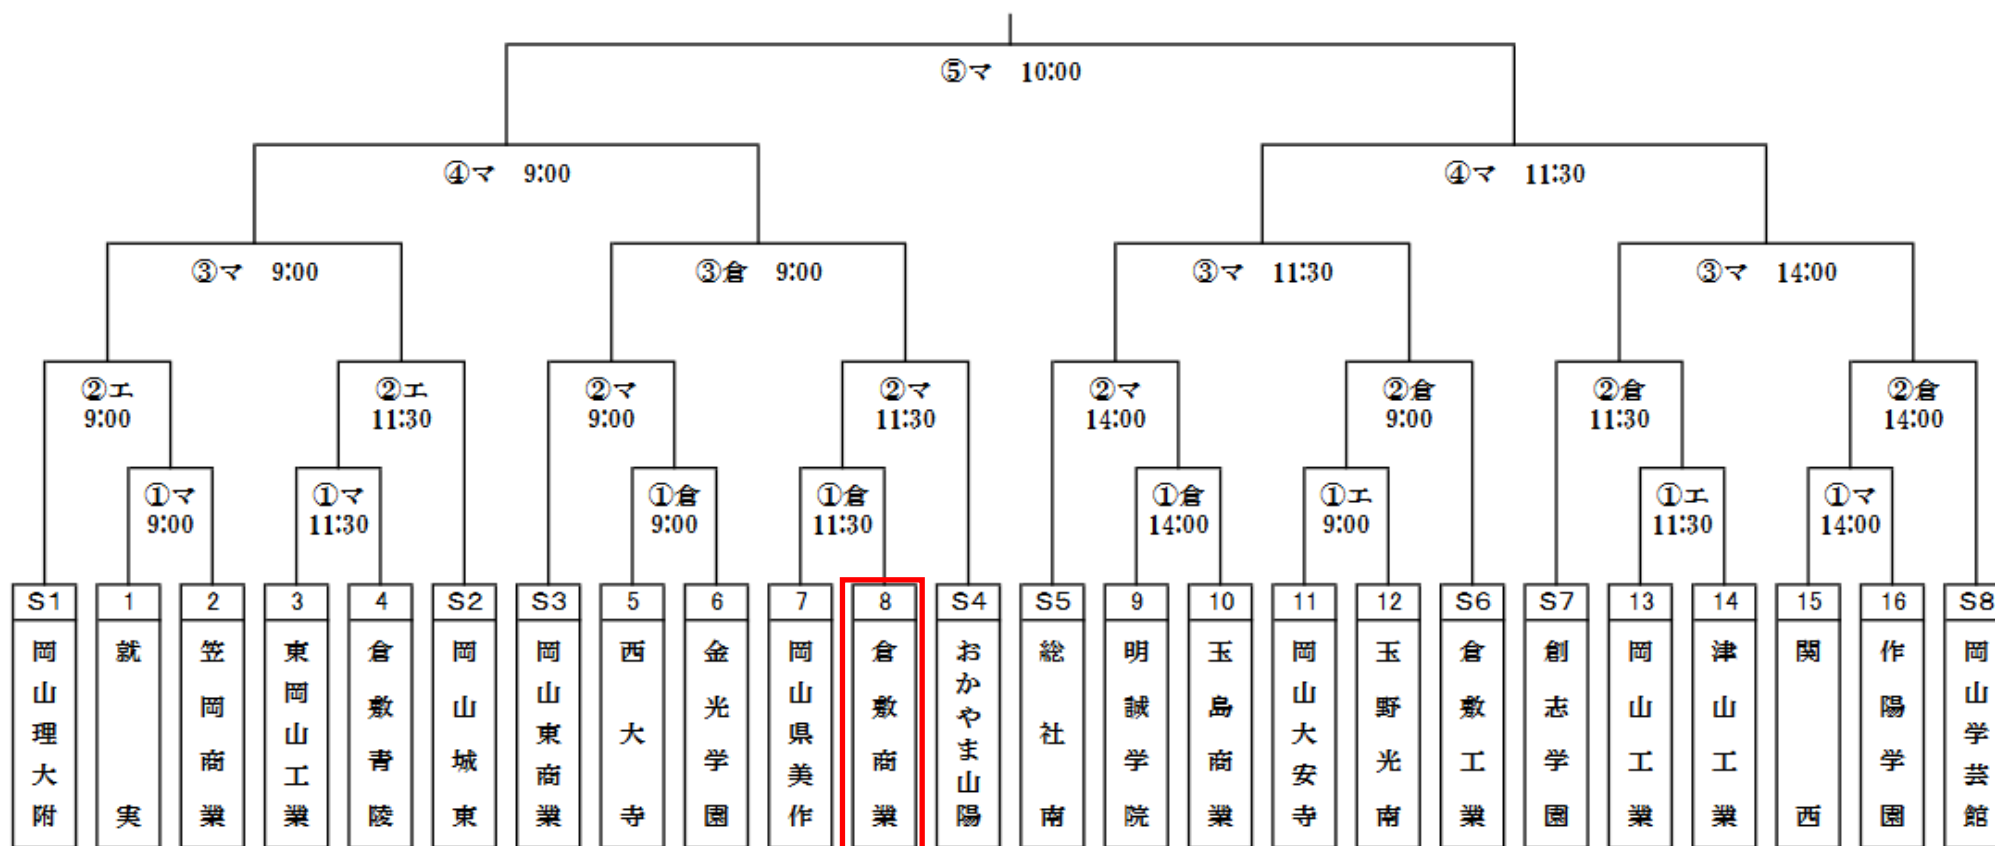 ⑤マ 10:00
④マ 9:00
④マ 11:30
③マ 9:00
③倉 9:00
③マ 11:30
③マ 14:00
②エ 9:00
②エ 11:30
②マ 9:00
②マ 11:30
②マ 14:00
②倉 9:00
②倉 11:30
②倉 14:00
①マ 9:00
①マ 11:30
①倉 9:00
①倉 11:30
①倉 14:00
①エ 9:00
①エ 11:30
①マ 14:00
S1 岡山理大附
1 就実
2 笠岡商業
3 東岡山工業
4 倉敷青陵
S2 岡山城東
S3 岡山東商業
5 西大寺
6 金光学園
7 岡山県美作
8 倉敷商業
S4 おかやま山陽
S5 総社南
9 明誠学院
10 玉島商業
11 岡山大安寺
12 玉野光南
S6 倉敷工業
S7 創志学園
13 岡山工業
14 津山工業
15 関西
16 作陽学園
S8 岡山学芸館